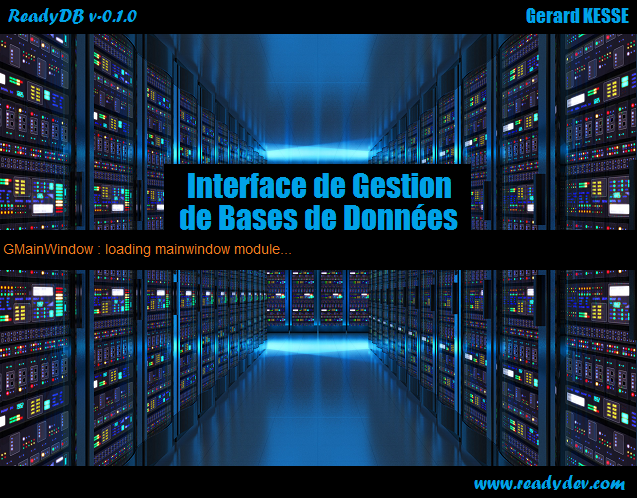 ReadyDB v-0.1.0
Gerard KESSE
Interface de Gestion
de Bases de Données
GMainWindow : loading mainwindow module...
www.readydev.com